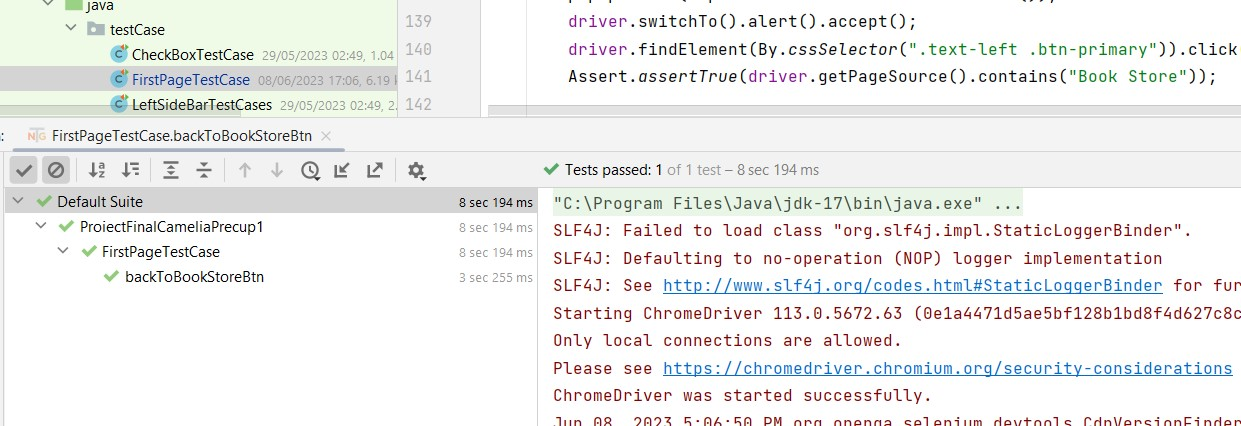 java
testCase
CheckBoxTestCase 29/05/2023 02:49, 1.04
FirstPageTestCase 08/06/2023 17:06, 6.19
LeftSideBarTestCases 29/05/2023 02:49, 2.
139 driver.switchTo().alert().accept();
140 driver.findElement(By.cssSelector(".text-left .btn-primary")).click
141 Assert.assertTrue(driver.getPageSource().contains("Book Store"));
142
FirstPageTestCase.backToBookStoreBtn
Tests passed: 1 of 1 test – 8 sec 194 ms
Default Suite 8 sec 194 ms
ProiectFinalCameliaPrecup1 8 sec 194 ms
FirstPageTestCase 8 sec 194 ms
backToBookStoreBtn 3 sec 255 ms
"C:\Program Files\Java\jdk-17\bin\java.exe" ...
SLF4J: Failed to load class "org.slf4j.impl.StaticLoggerBinder".
SLF4J: Defaulting to no-operation (NOP) logger implementation
SLF4J: See http://www.slf4j.org/codes.html#StaticLoggerBinder for fur
Starting ChromeDriver 113.0.5672.63 (0e1a4471d5ae5bf128b1bd8f4d627c8c
Only local connections are allowed.
Please see https://chromedriver.chromium.org/security-considerations
ChromeDriver was started successfully.
Jun 08, 2023 5:06:50 PM org.openqa.selenium.devtools.CdpVersionFinder